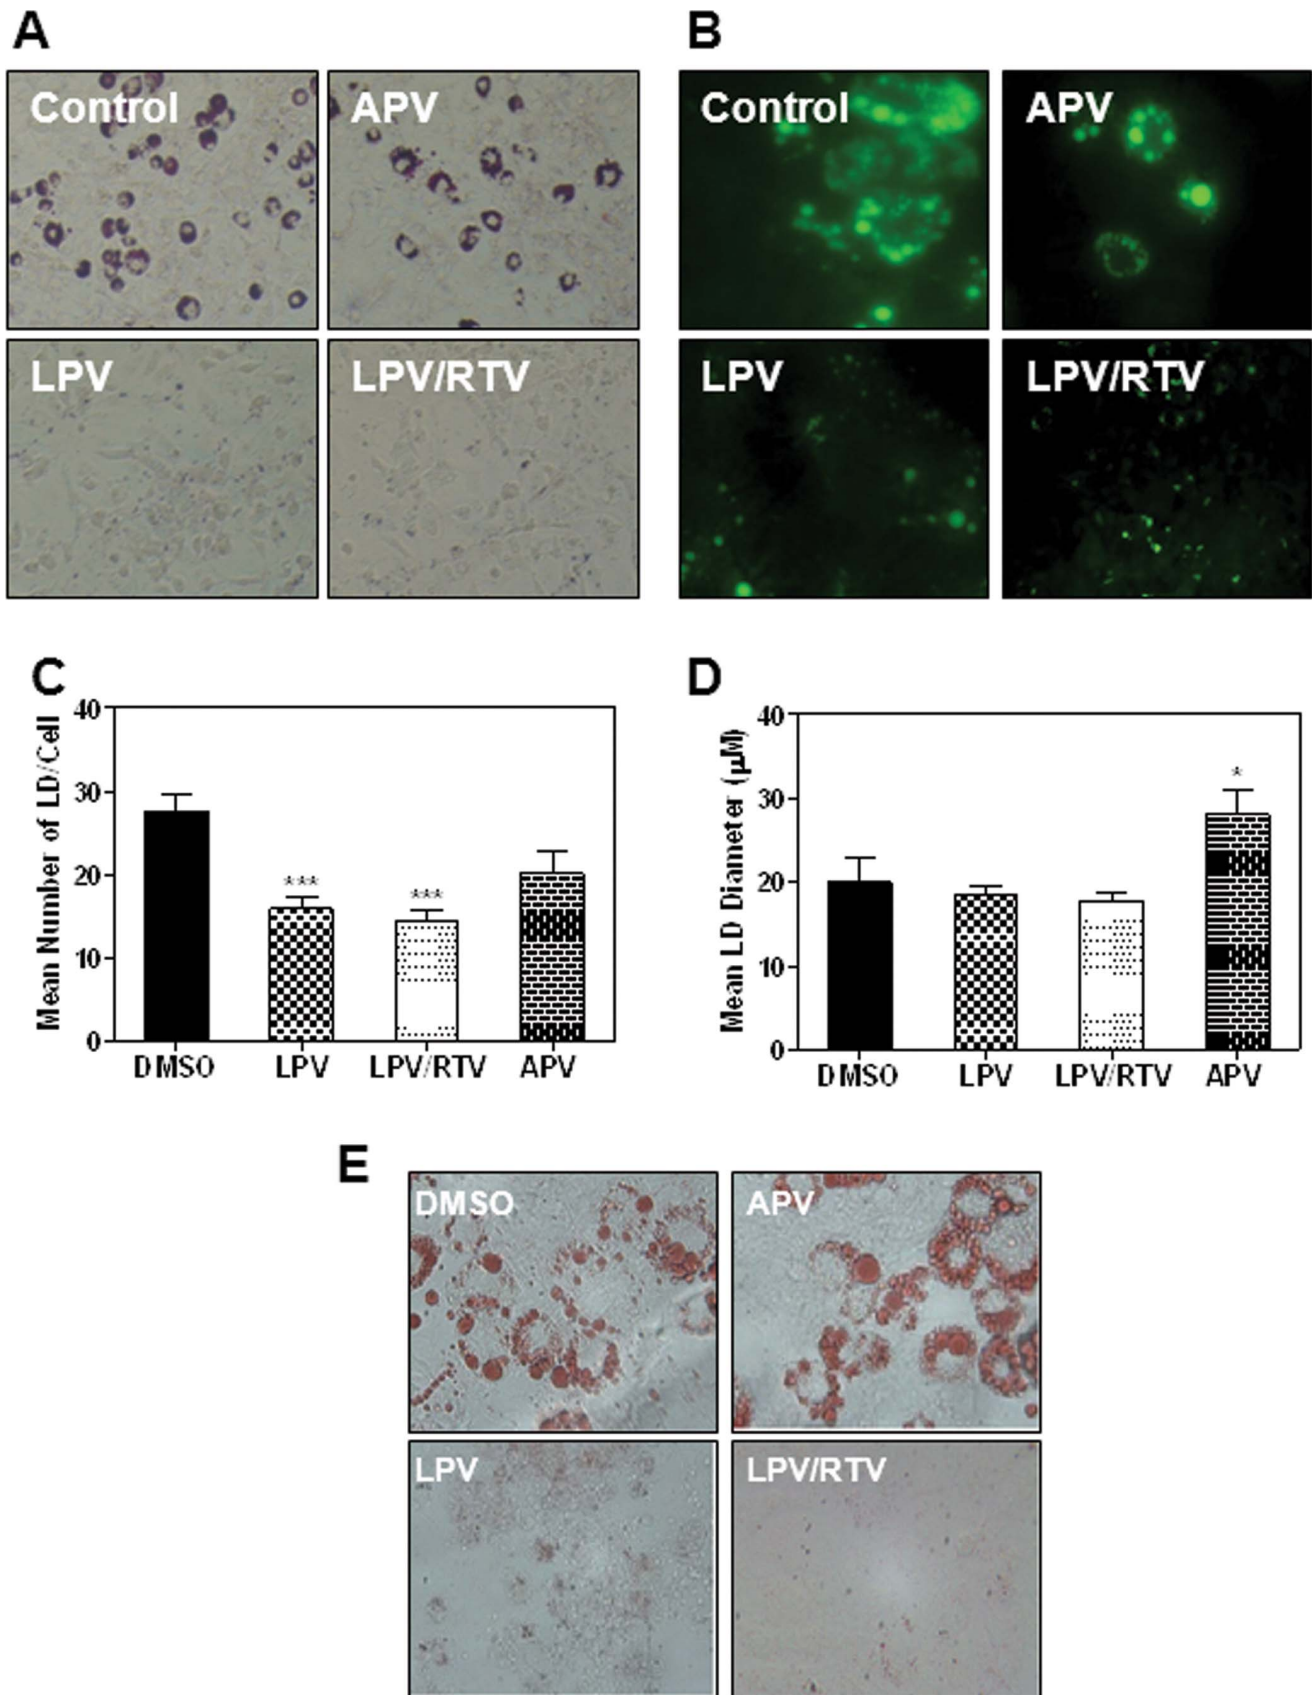 A
B
Control
APV
Control
APV
LPV
LPV/RTV
LPV
LPV/RTV
C
Mean Number of LD/Cell
40
30
20
10
0
***
***
DMSO
LPV
LPV/RTV
APV
D
Mean LD Diameter (μM)
40
30
20
10
0
*
DMSO
LPV
LPV/RTV
APV
E
DMSO
APV
LPV
LPV/RTV